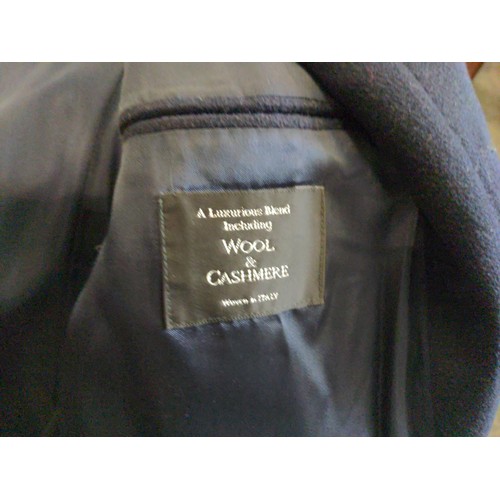 A Luxurious Blend
Including
WOOL
&
CASHMERE
Woven in ITALY